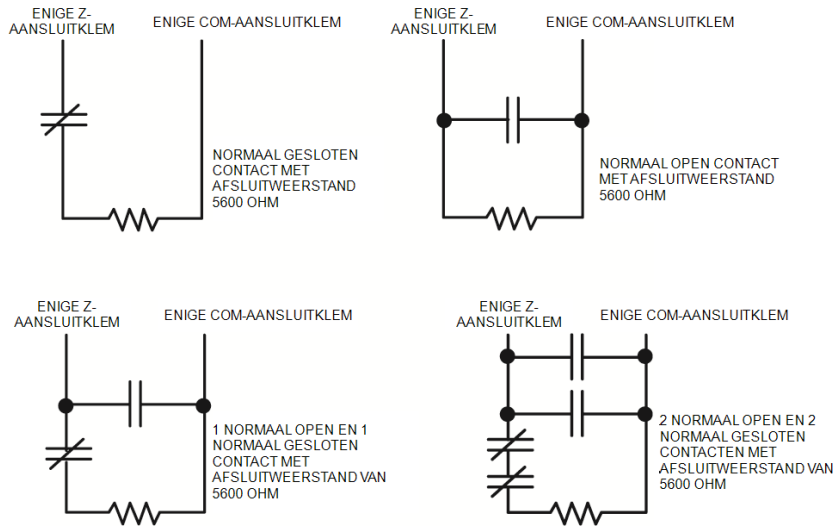 ENIGE Z-
AANSLUITKLEM
ENIGE COM-AANSLUITKLEM
NORMAAL GESLOTEN
CONTACT MET
AFSLUITWEERSTAND
5600 OHM
ENIGE Z-
AANSLUITKLEM
ENIGE COM-AANSLUITKLEM
NORMAAL OPEN CONTACT
MET AFSLUITWEERSTAND
5600 OHM
ENIGE Z-
AANSLUITKLEM
ENIGE COM-AANSLUITKLEM
1 NORMAAL OPEN EN 1
NORMAAL GESLOTEN
CONTACT MET
AFSLUITWEERSTAND VAN
5600 OHM
ENIGE Z-
AANSLUITKLEM
ENIGE COM-AANSLUITKLEM
2 NORMAAL OPEN EN 2
NORMAAL GESLOTEN
CONTACTEN MET
AFSLUITWEERSTAND VAN
5600 OHM